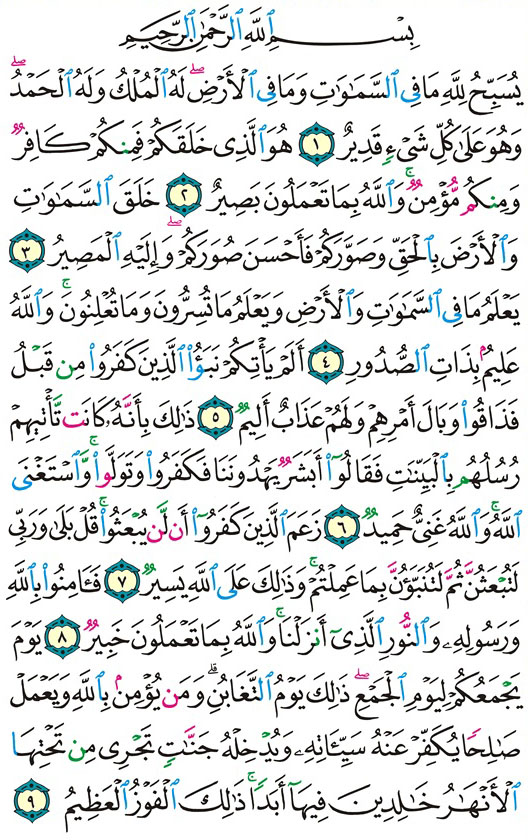 بِسْمِ ٱللَّهِ ٱلرَّحْمَٰنِ ٱلرَّحِيمِ
يُسَبِّحُ لِلَّهِ مَا فِى ٱلسَّمَٰوَٰتِ وَمَا فِى ٱلْأَرْضِ ۖ لَهُ ٱلْمُلْكُ وَلَهُ ٱلْحَمْدُ ۖ
وَهُوَ عَلَىٰ كُلِّ شَىْءٍ قَدِيرٌ ١ هُوَ ٱلَّذِى خَلَقَكُمْ فَمِنكُمْ كَافِرٌ
وَمِنكُم مُّؤْمِنٌ ۚ وَٱللَّهُ بِمَا تَعْمَلُونَ بَصِيرٌ ٢ خَلَقَ ٱلسَّمَٰوَٰتِ
وَٱلْأَرْضَ بِٱلْحَقِّ وَصَوَّرَكُمْ فَأَحْسَنَ صُوَرَكُمْ ۖ وَإِلَيْهِ ٱلْمَصِيرُ ٣
يَعْلَمُ مَا فِى ٱلسَّمَٰوَٰتِ وَٱلْأَرْضِ وَيَعْلَمُ مَا تُسِرُّونَ وَمَا تُعْلِنُونَ ۚ وَٱللَّهُ
عَلِيمٌۢ بِذَاتِ ٱلصُّدُورِ ٤ أَلَمْ يَأْتِكُمْ نَبَؤُا۟ ٱلَّذِينَ كَفَرُوا۟ مِن قَبْلُ
فَذَاقُوا۟ وَبَالَ أَمْرِهِمْ وَلَهُمْ عَذَابٌ أَلِيمٌ ٥ ذَٰلِكَ بِأَنَّهُۥ كَانَت تَّأْتِيهِمْ
رُسُلُهُم بِٱلْبَيِّنَٰتِ فَقَالُوٓا۟ أَبَشَرٌ يَهْدُونَنَا فَكَفَرُوا۟ وَتَوَلَّوا۟ ۚ وَّٱسْتَغْنَى
ٱللَّهُ ۚ وَٱللَّهُ غَنِىٌّ حَمِيدٌ ٦ زَعَمَ ٱلَّذِينَ كَفَرُوٓا۟ أَن لَّن يُبْعَثُوا۟ ۚ قُلْ بَلَىٰ وَرَبِّى
لَتُبْعَثُنَّ ثُمَّ لَتُنَبَّؤُنَّ بِمَا عَمِلْتُمْ ۚ وَذَٰلِكَ عَلَى ٱللَّهِ يَسِيرٌ ٧ فَـَٔامِنُوا۟ بِٱللَّهِ
وَرَسُولِهِۦ وَٱلنُّورِ ٱلَّذِىٓ أَنزَلْنَا ۚ وَٱللَّهُ بِمَا تَعْمَلُونَ خَبِيرٌ ٨ يَوْمَ
يَجْمَعُكُمْ لِيَوْمِ ٱلْجَمْعِ ۖ ذَٰلِكَ يَوْمُ ٱلتَّغَابُنِ ۗ وَمَن يُؤْمِنۢ بِٱللَّهِ وَيَعْمَلْ
صَٰلِحًا يُكَفِّرْ عَنْهُ سَيِّـَٔاتِهِۦ وَيُدْخِلْهُ جَنَّٰتٍ تَجْرِى مِن تَحْتِهَا
ٱلْأَنْهَٰرُ خَٰلِدِينَ فِيهَآ أَبَدًا ۚ ذَٰلِكَ ٱلْفَوْزُ ٱلْعَظِيمُ ٩